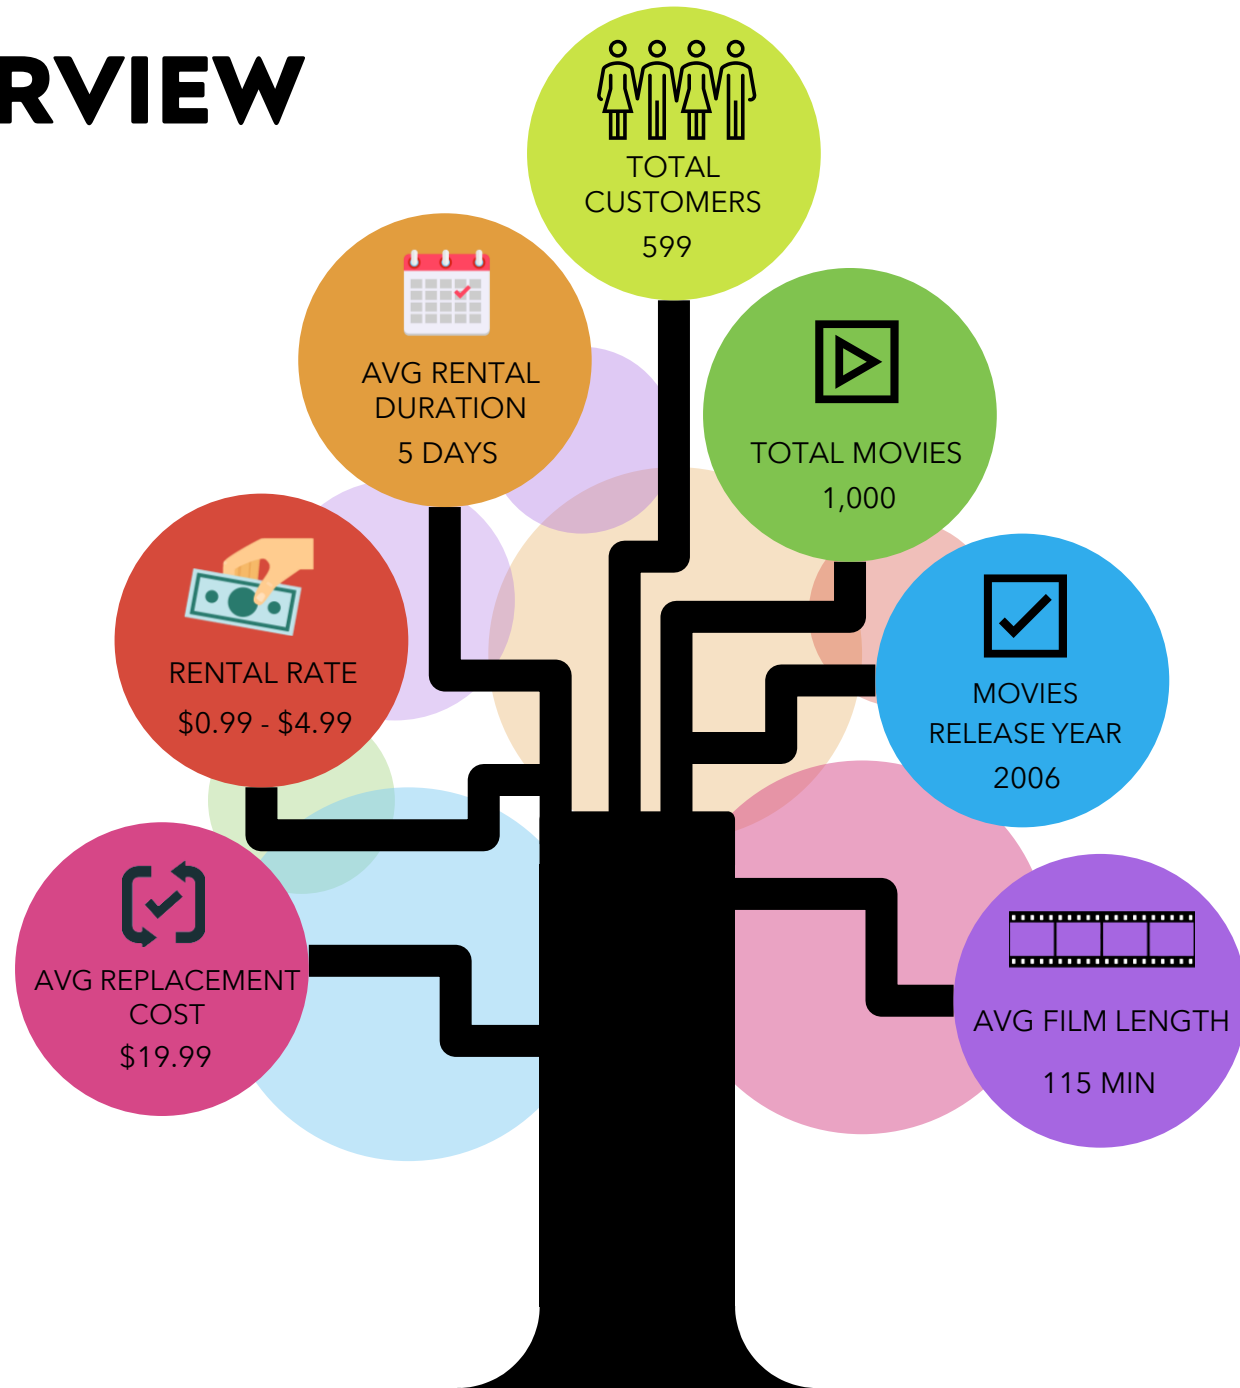 RVIEW
TOTAL
CUSTOMERS
599
AVG RENTAL
DURATION
5 DAYS
TOTAL MOVIES
1,000
RENTAL RATE
$0.99 - $4.99
MOVIES
RELEASE YEAR
2006
AVG REPLACEMENT
COST
$19.99
AVG FILM LENGTH
115 MIN